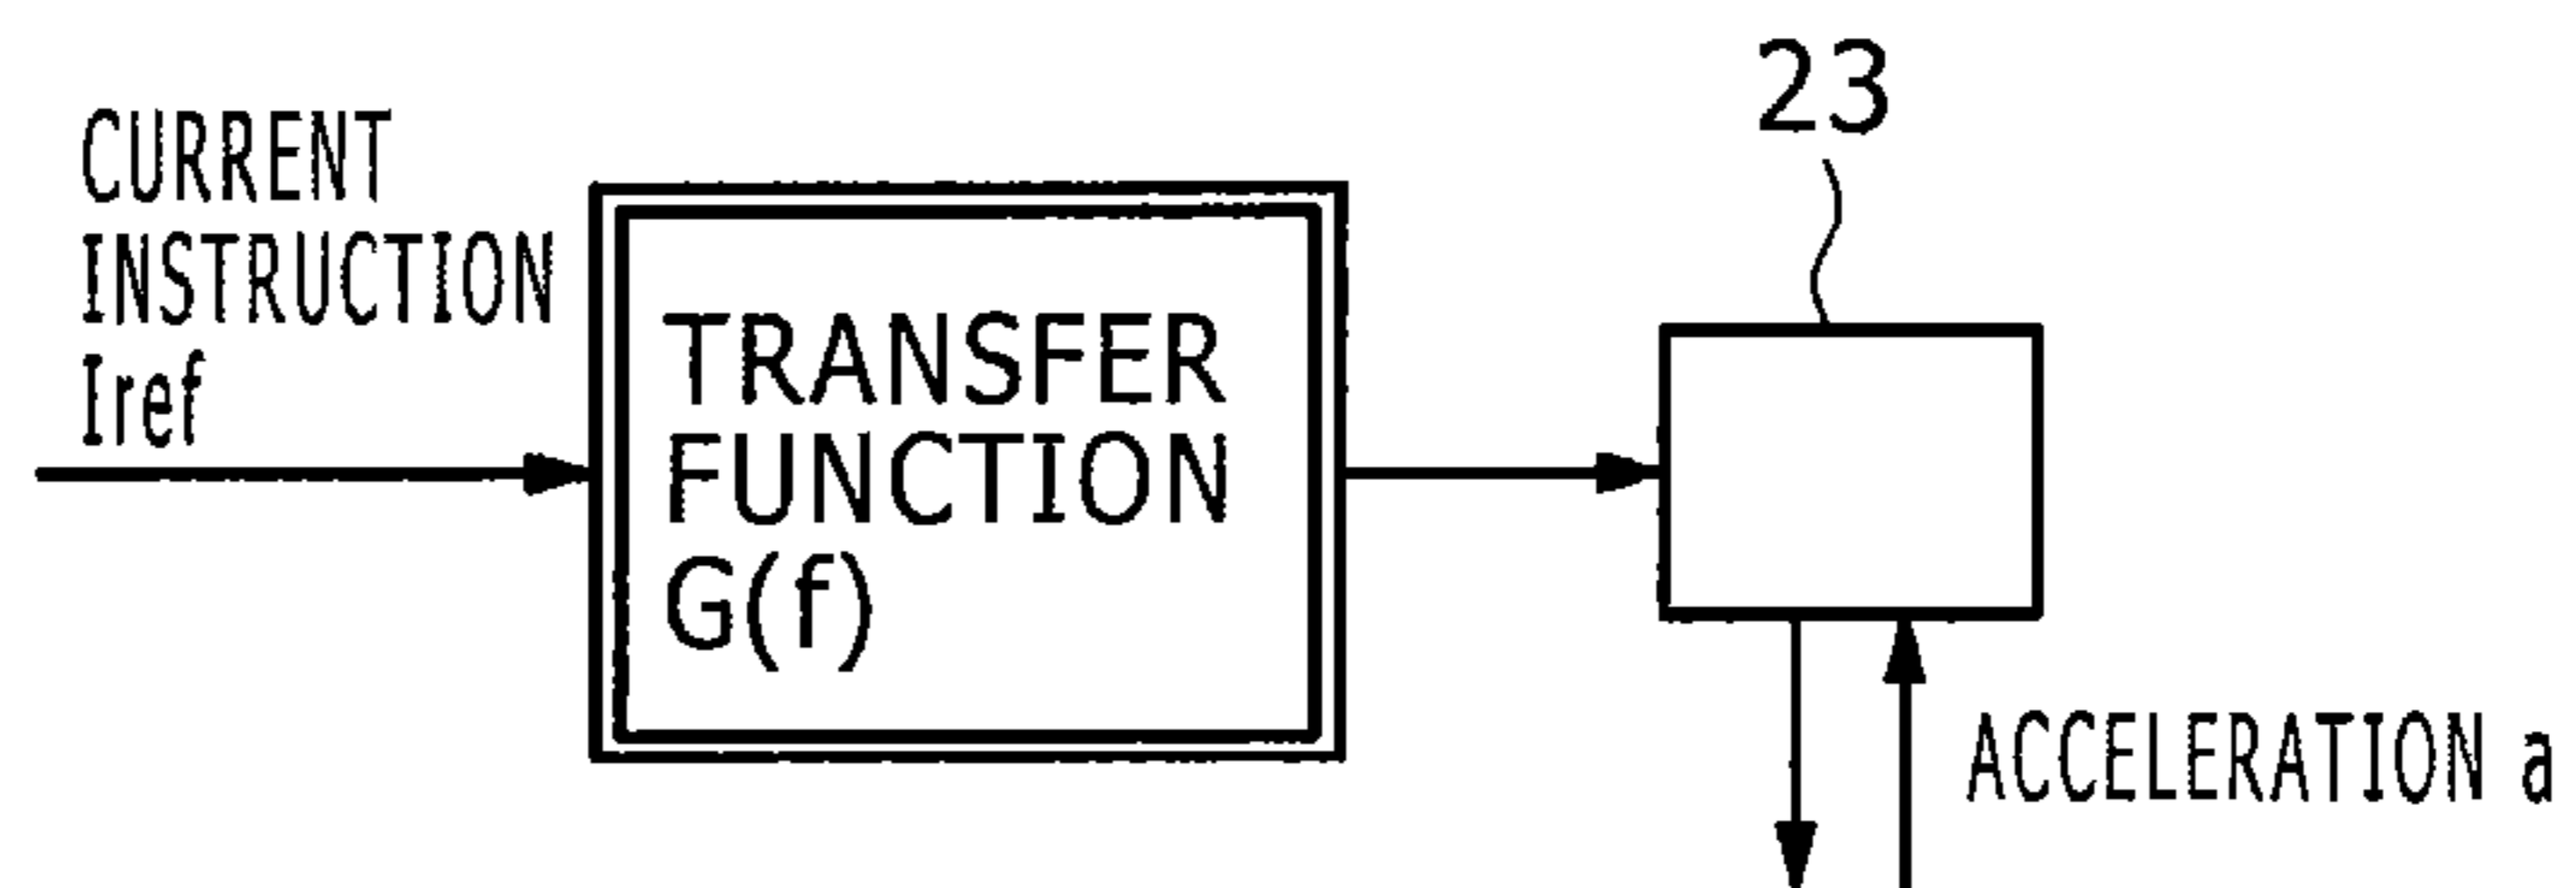 CURRENT
INSTRUCTION
Iref
TRANSFER
FUNCTION
G(f)
23
ACCELERATION a